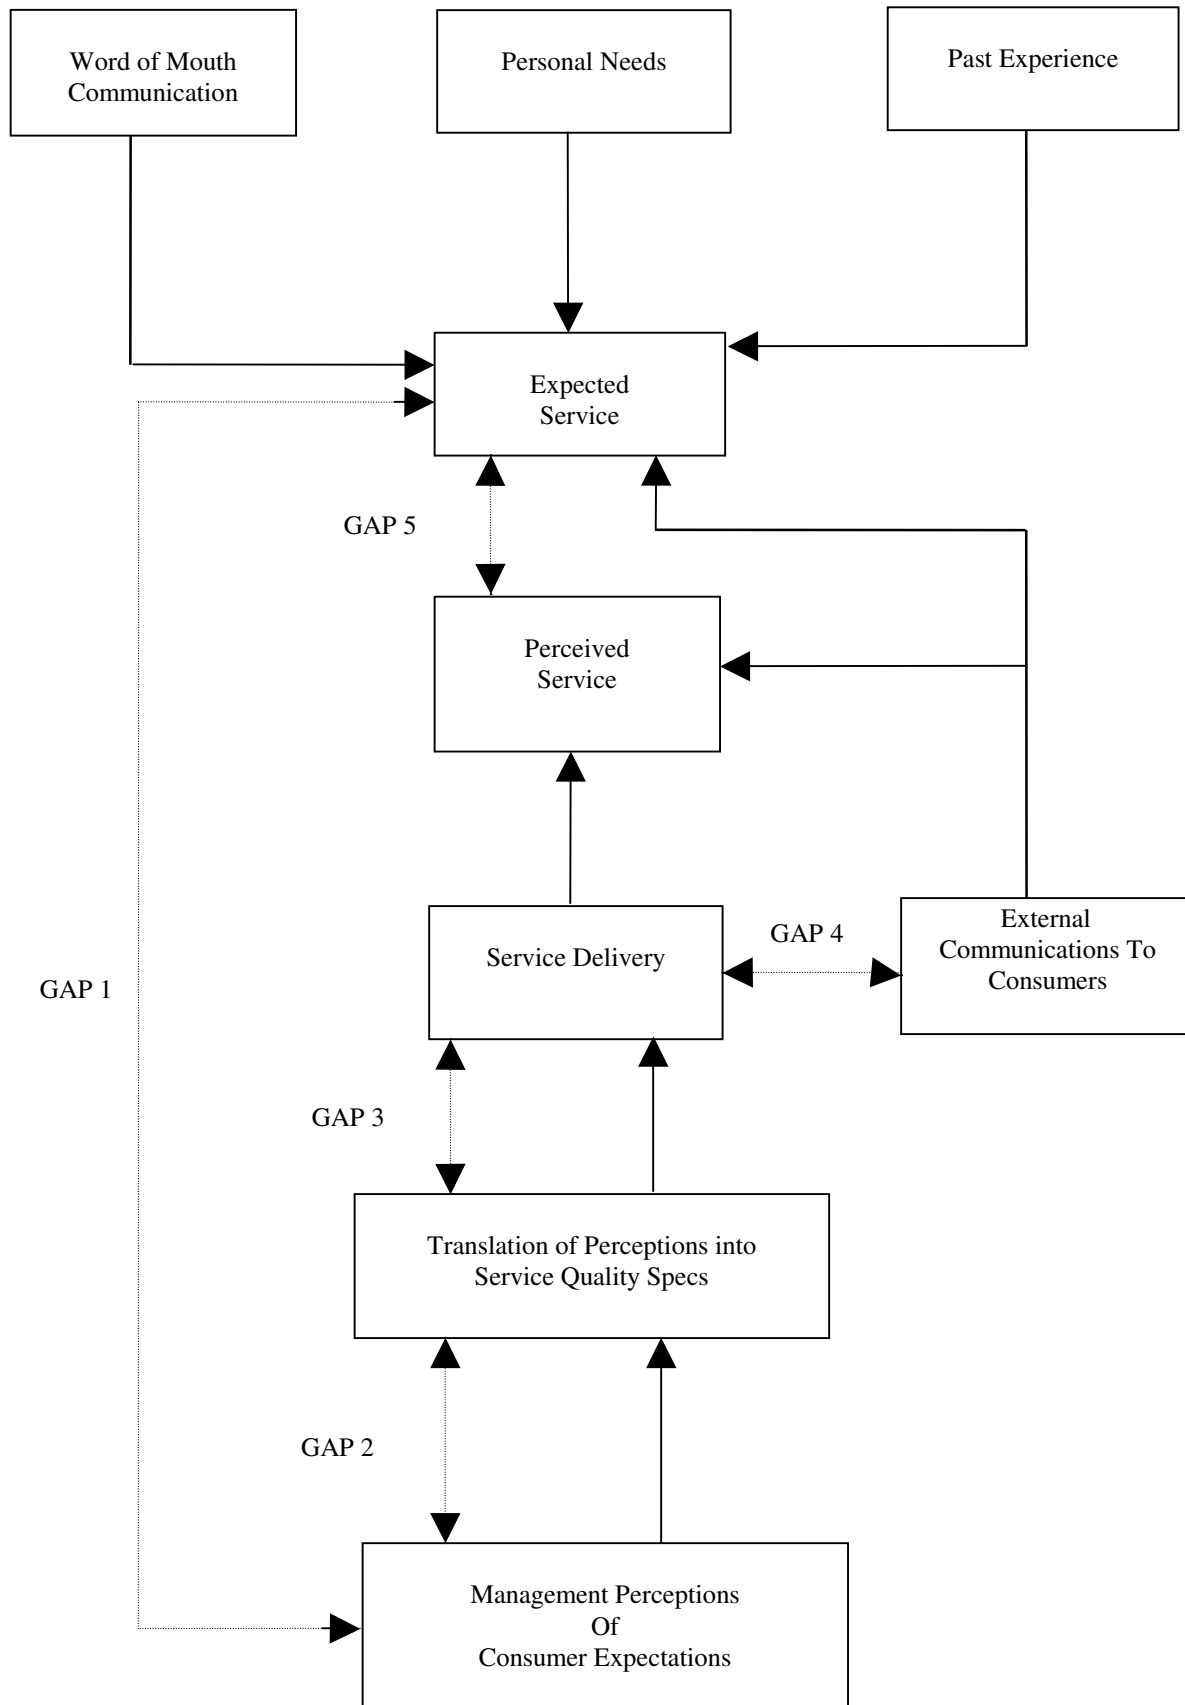 Word of Mouth
Communication
Personal Needs
Past Experience
Expected
Service
GAP 5
Perceived
Service
Service Delivery
GAP 4
External
Communications To
Consumers
GAP 1
GAP 3
Translation of Perceptions into
Service Quality Specs
GAP 2
Management Perceptions
Of
Consumer Expectations